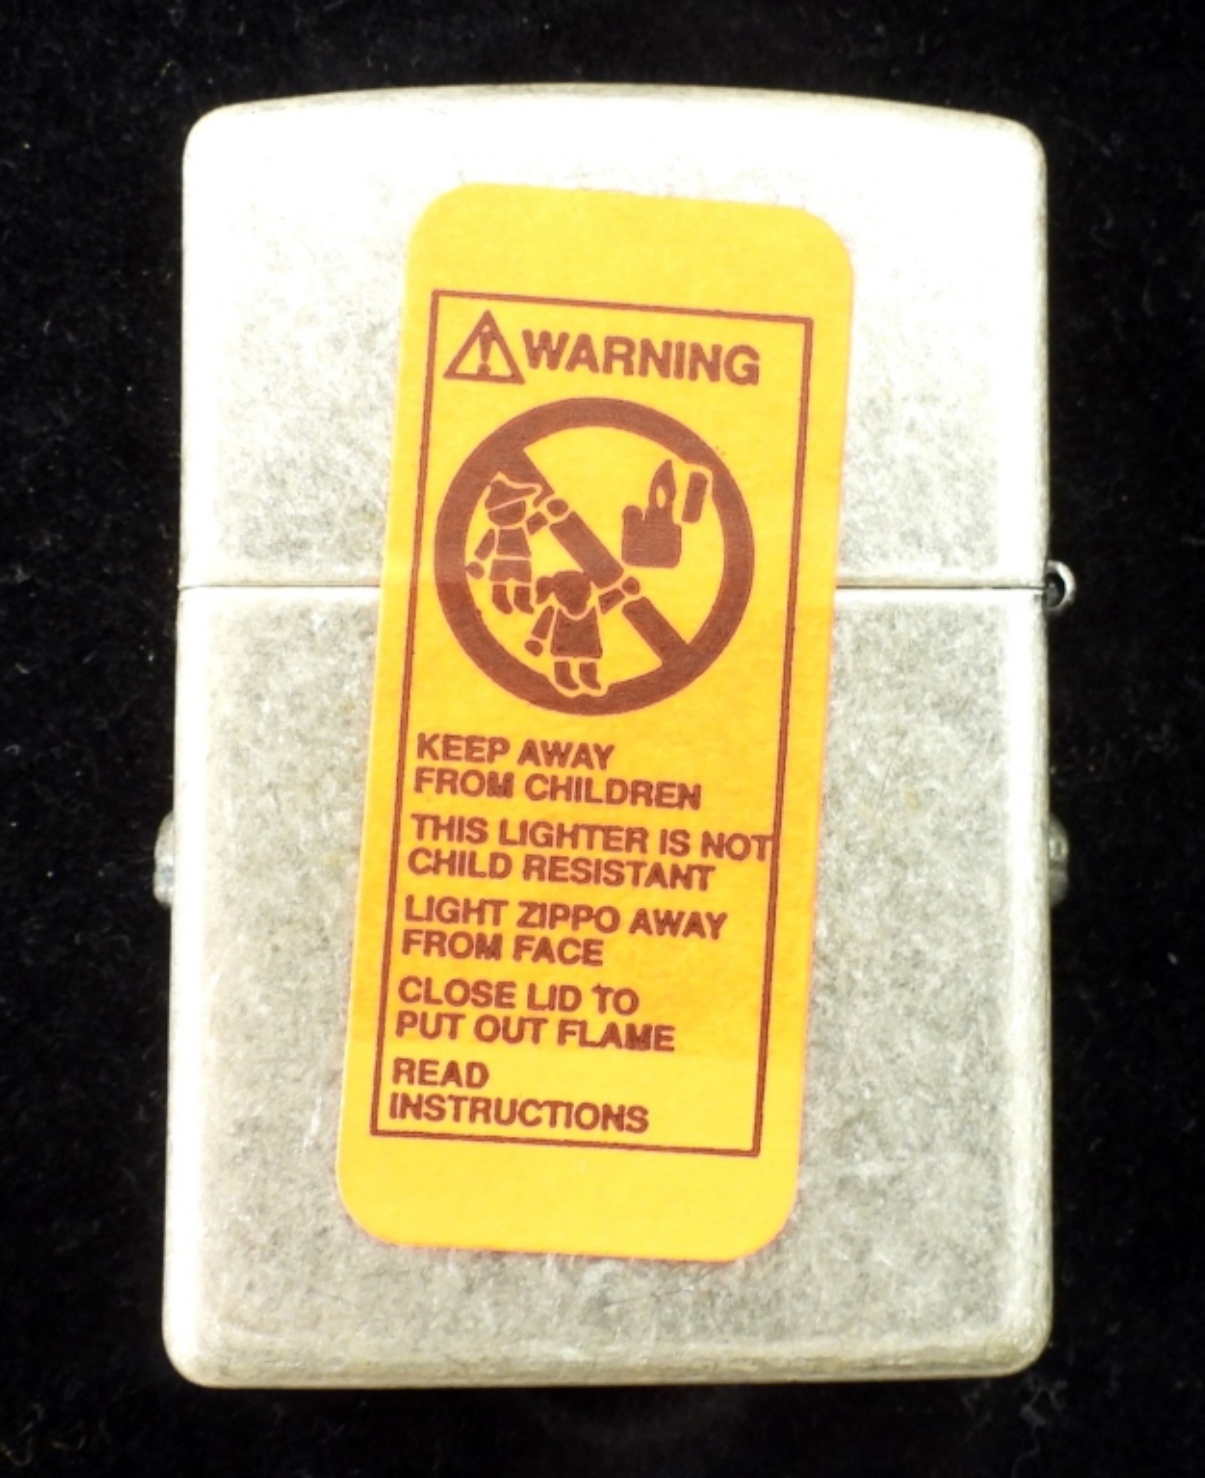 WARNING
KEEP AWAY
FROM CHILDREN
THIS LIGHTER IS NOT
CHILD RESISTANT
LIGHT ZIPPO AWAY
FROM FACE
CLOSE LID TO
PUT OUT FLAME
READ
INSTRUCTIONS